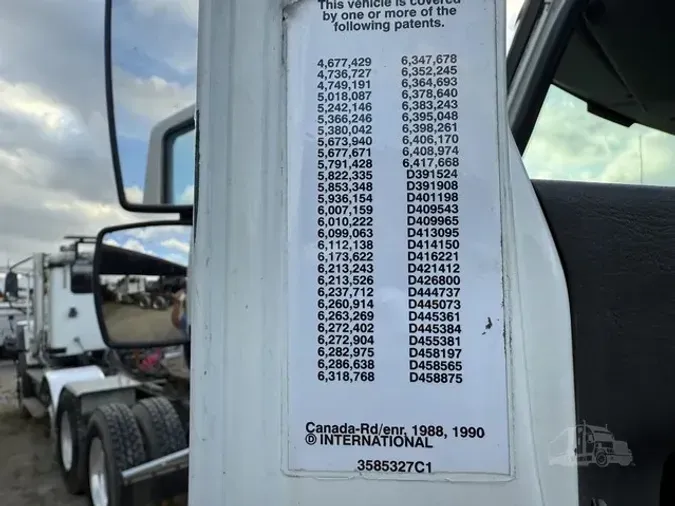 This vehicle is covered
by one or more of the
following patents.
4,677,429 6,347,678
4,736,727 6,352,245
4,749,191 6,364,693
5,018,087 6,378,640
5,242,146 6,383,243
5,366,246 6,395,048
5,380,042 6,398,261
5,673,940 6,406,170
5,677,671 6,408,974
5,791,428 6,417,668
5,822,335 D391524
5,853,348 D391908
5,936,154 D401198
6,007,159 D409543
6,010,222 D409965
6,099,063 D413095
6,112,138 D414150
6,173,622 D416221
6,213,243 D421412
6,213,526 D426828
6,237,712 D444737
6,260,914 D445073
6,263,269 D445361
6,272,402 D445384
6,272,904 D455381
6,282,975 D458197
6,286,638 D458565
6,318,768 D458875
Canada-Rd/enr, 1988, 1990
© INTERNATIONAL
3585327C1